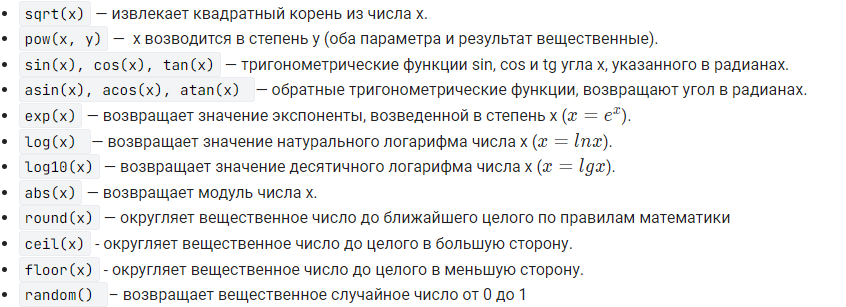 • sqrt(x) — извлекает квадратный корень из числа x.
• pow(x, y) — x возводится в степень y (оба параметра и результат вещественные).
• sin(x), cos(x), tan(x) — тригонометрические функции sin, cos и tg угла x, указанного в радианах.
• asin(x), acos(x), atan(x) — обратные тригонометрические функции, возвращают угол в радианах.
• exp(x) — возвращает значение экспоненты, возведенной в степень x (x = eˣ).
• log(x) — возвращает значение натурального логарифма числа x (x = lnx).
• log10(x) — возвращает значение десятичного логарифма числа x (x = lgx).
• abs(x) — возвращает модуль числа x.
• round(x) — округляет вещественное число до ближайшего целого по правилам математики
• ceil(x) - округляет вещественное число до целого в большую сторону.
• floor(x) - округляет вещественное число до целого в меньшую сторону.
• random() – возвращает вещественное случайное число от 0 до 1